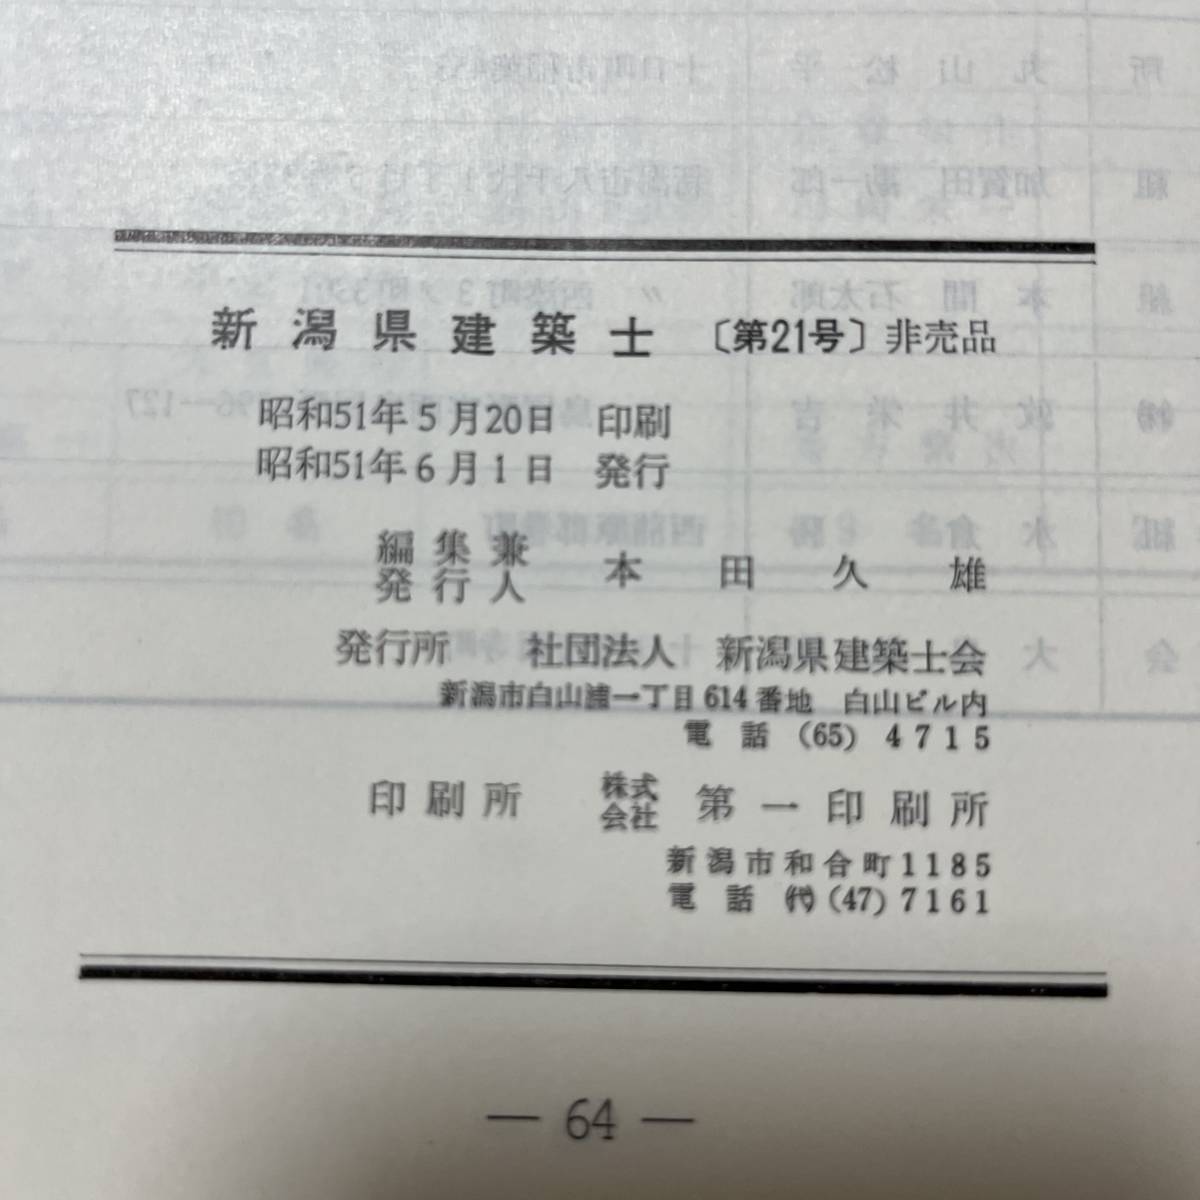 新潟県建築士 〔第21号〕 非売品
昭和51年5月20日 印刷
昭和51年6月1日 発行
編集兼
発行人 本田久雄
発行所 社団法人 新潟県建築士会
新潟市白山浦一丁目614番地 白山ビル内
電話 (65) 4715
印刷所 株式会社 第一印刷所
新潟市和合町1185
電話 ㈹ (47) 7161
— 64 —